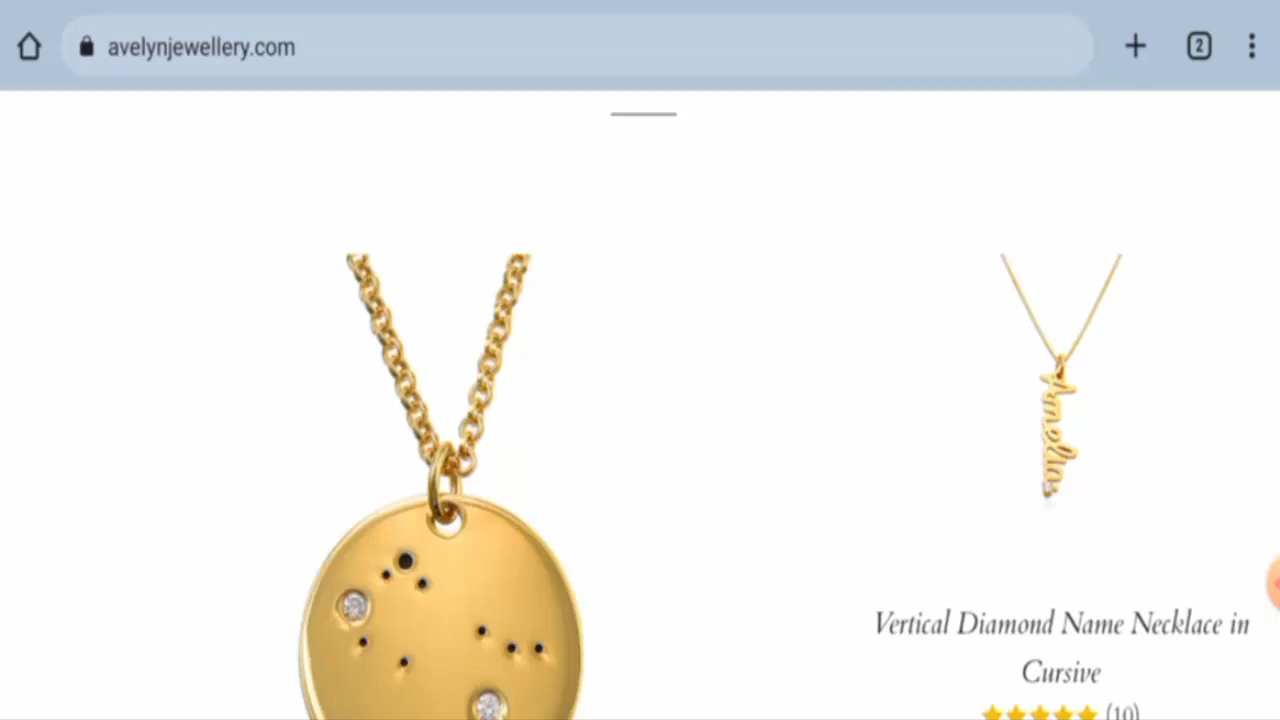 avelynjewellery.com
2
Amelia
Vertical Diamond Name Necklace in
Cursive
(10)